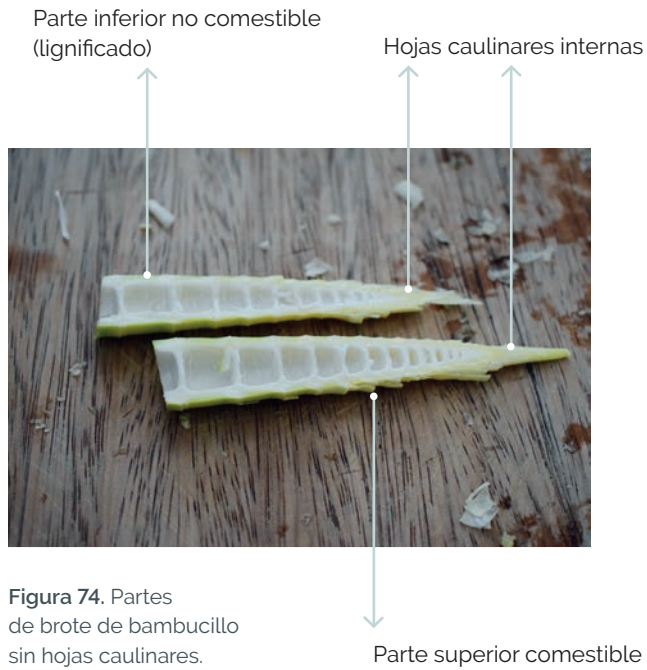 Parte inferior no comestible
(lignificado)
Hojas caulinares internas
Figura 74. Partes
de brote de bambucillo
sin hojas caulinares.
Parte superior comestible